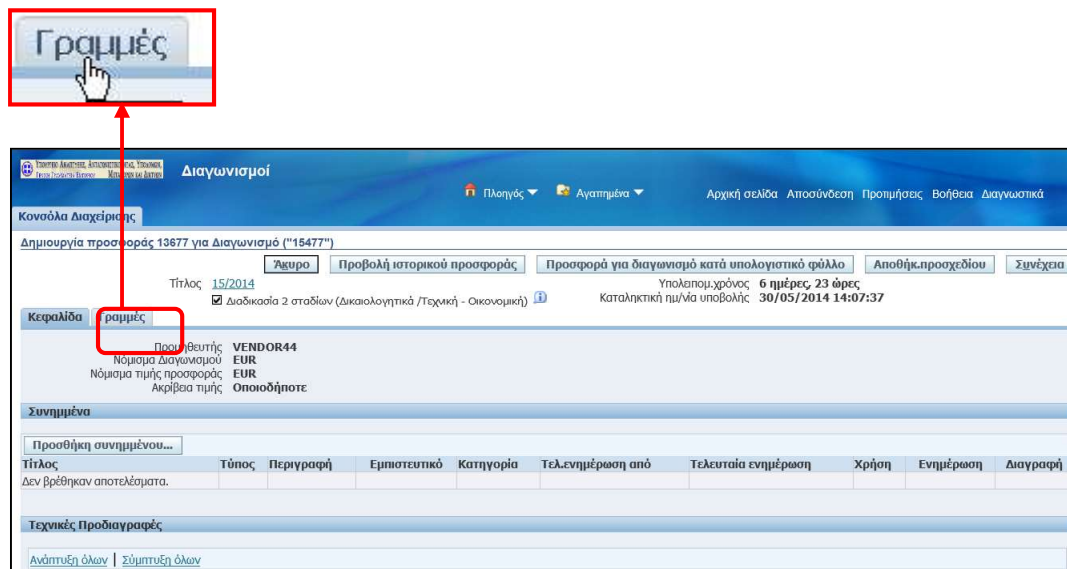 Γραμμές
Διαγωνισμοί
Πλοηγός Αγαπημένα Αρχική σελίδα Αποσύνδεση Προτιμήσεις Βοήθεια Διαγνωστικά
Κονσόλα Διαχείρισης
Δημιουργία προσφοράς 13677 για Διαγωνισμό ("15477")
Άκυρο Προβολή ιστορικού προσφοράς Προσφορά για διαγωνισμό κατά υπολογιστικό φύλλο Αποθήκ.προσχεδίου Συνέχεια
Τίτλος 15/2014 Υπολειπομ.χρόνος 6 ημέρες, 23 ώρες
Διαδικασία 2 σταδίων (Δικαιολογητικά /Τεχνική - Οικονομική) Καταληκτική ημ/νία υποβολής 30/05/2014 14:07:37
Κεφαλίδα Γραμμές
Προμηθευτής VENDOR44
Νόμισμα Διαγωνισμού EUR
Νόμισμα τιμής προσφοράς EUR
Ακρίβεια τιμής Οποιοδήποτε
Συνημμένα
Προσθήκη συνημμένου...
Τίτλος Τύπος Περιγραφή Εμπιστευτικό Κατηγορία Τελ.ενημέρωση από Τελευταία ενημέρωση Χρήση Ενημέρωση Διαγραφή
Δεν βρέθηκαν αποτελέσματα.
Τεχνικές Προδιαγραφές
Ανάπτυξη όλων | Σύμπτυξη όλων